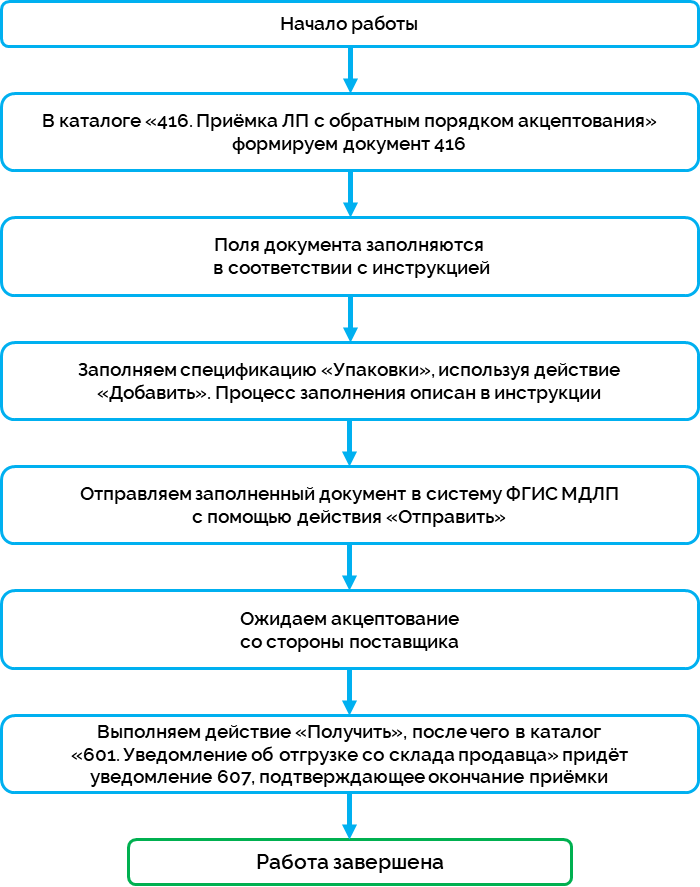 Начало работы
В каталоге «416. Приёмка ЛП с обратным порядком акцептования»
формируем документ 416
Поля документа заполняются
в соответствии с инструкцией
Заполняем спецификацию «Упаковки», используя действие
«Добавить». Процесс заполнения описан в инструкции
Отправляем заполненный документ в систему ФГИС МДЛП
с помощью действия «Отправить»
Ожидаем акцептование
со стороны поставщика
Выполняем действие «Получить», после чего в каталог
«601. Уведомление об отгрузке со склада продавца» придёт
уведомление 607, подтверждающее окончание приёмки
Работа завершена